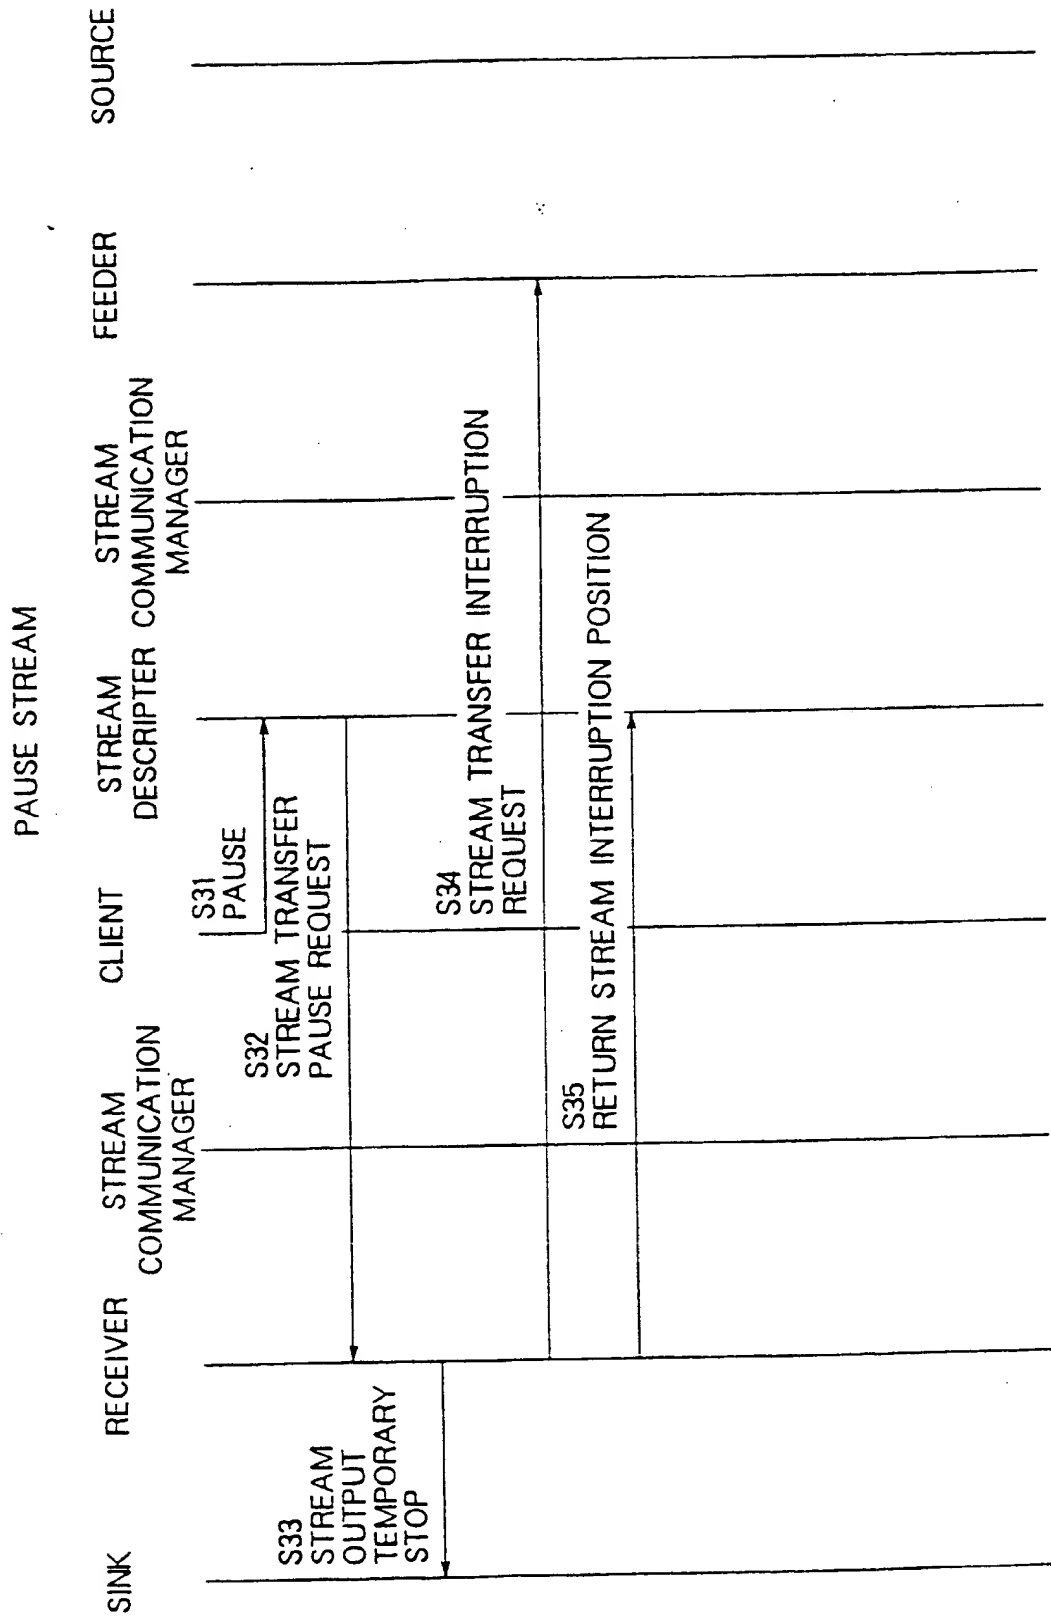 PAUSE STREAM
SINK
RECEIVER
STREAM
COMMUNICATION
MANAGER
CLIENT
STREAM
DESCRIPTER
STREAM
COMMUNICATION
MANAGER
FEEDER
SOURCE
S31
PAUSE
S32
STREAM TRANSFER
PAUSE REQUEST
S33
STREAM
OUTPUT
TEMPORARY
STOP
S34
STREAM TRANSFER INTERRUPTION
REQUEST
S35
RETURN STREAM INTERRUPTION POSITION